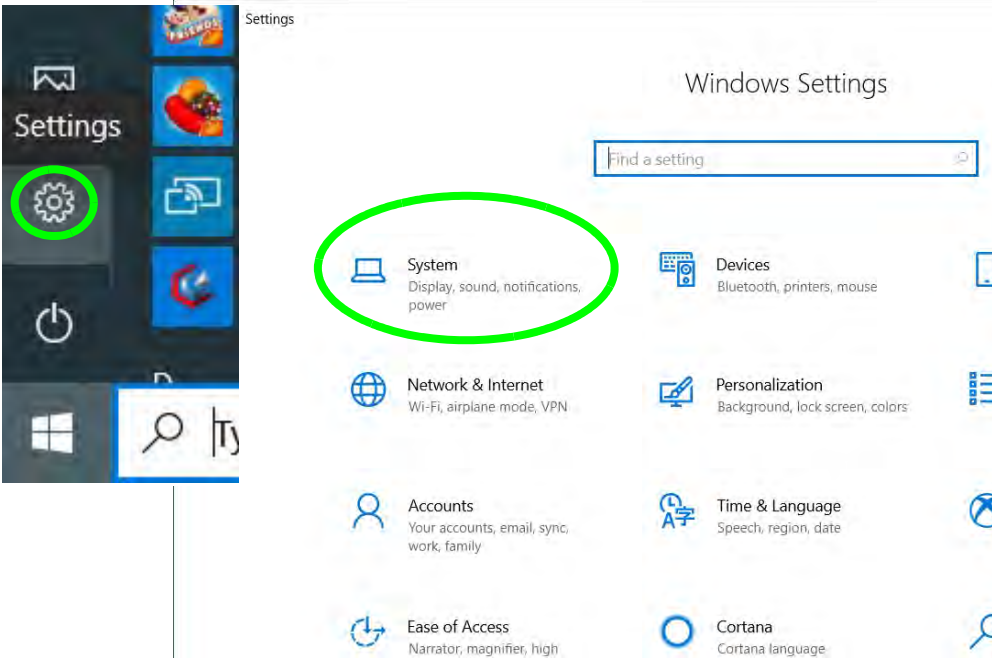 FRIENDS
Settings
Ty
Settings
Windows Settings
Find a setting
System
Display, sound, notifications,
power
Devices
Bluetooth, printers, mouse
Network & Internet
Wi-Fi, airplane mode, VPN
Personalization
Background, lock screen, colors
Accounts
Your accounts, email, sync,
work, family
Time & Language
Speech, region, date
Ease of Access
Narrator, magnifier, high
Cortana
Cortana language